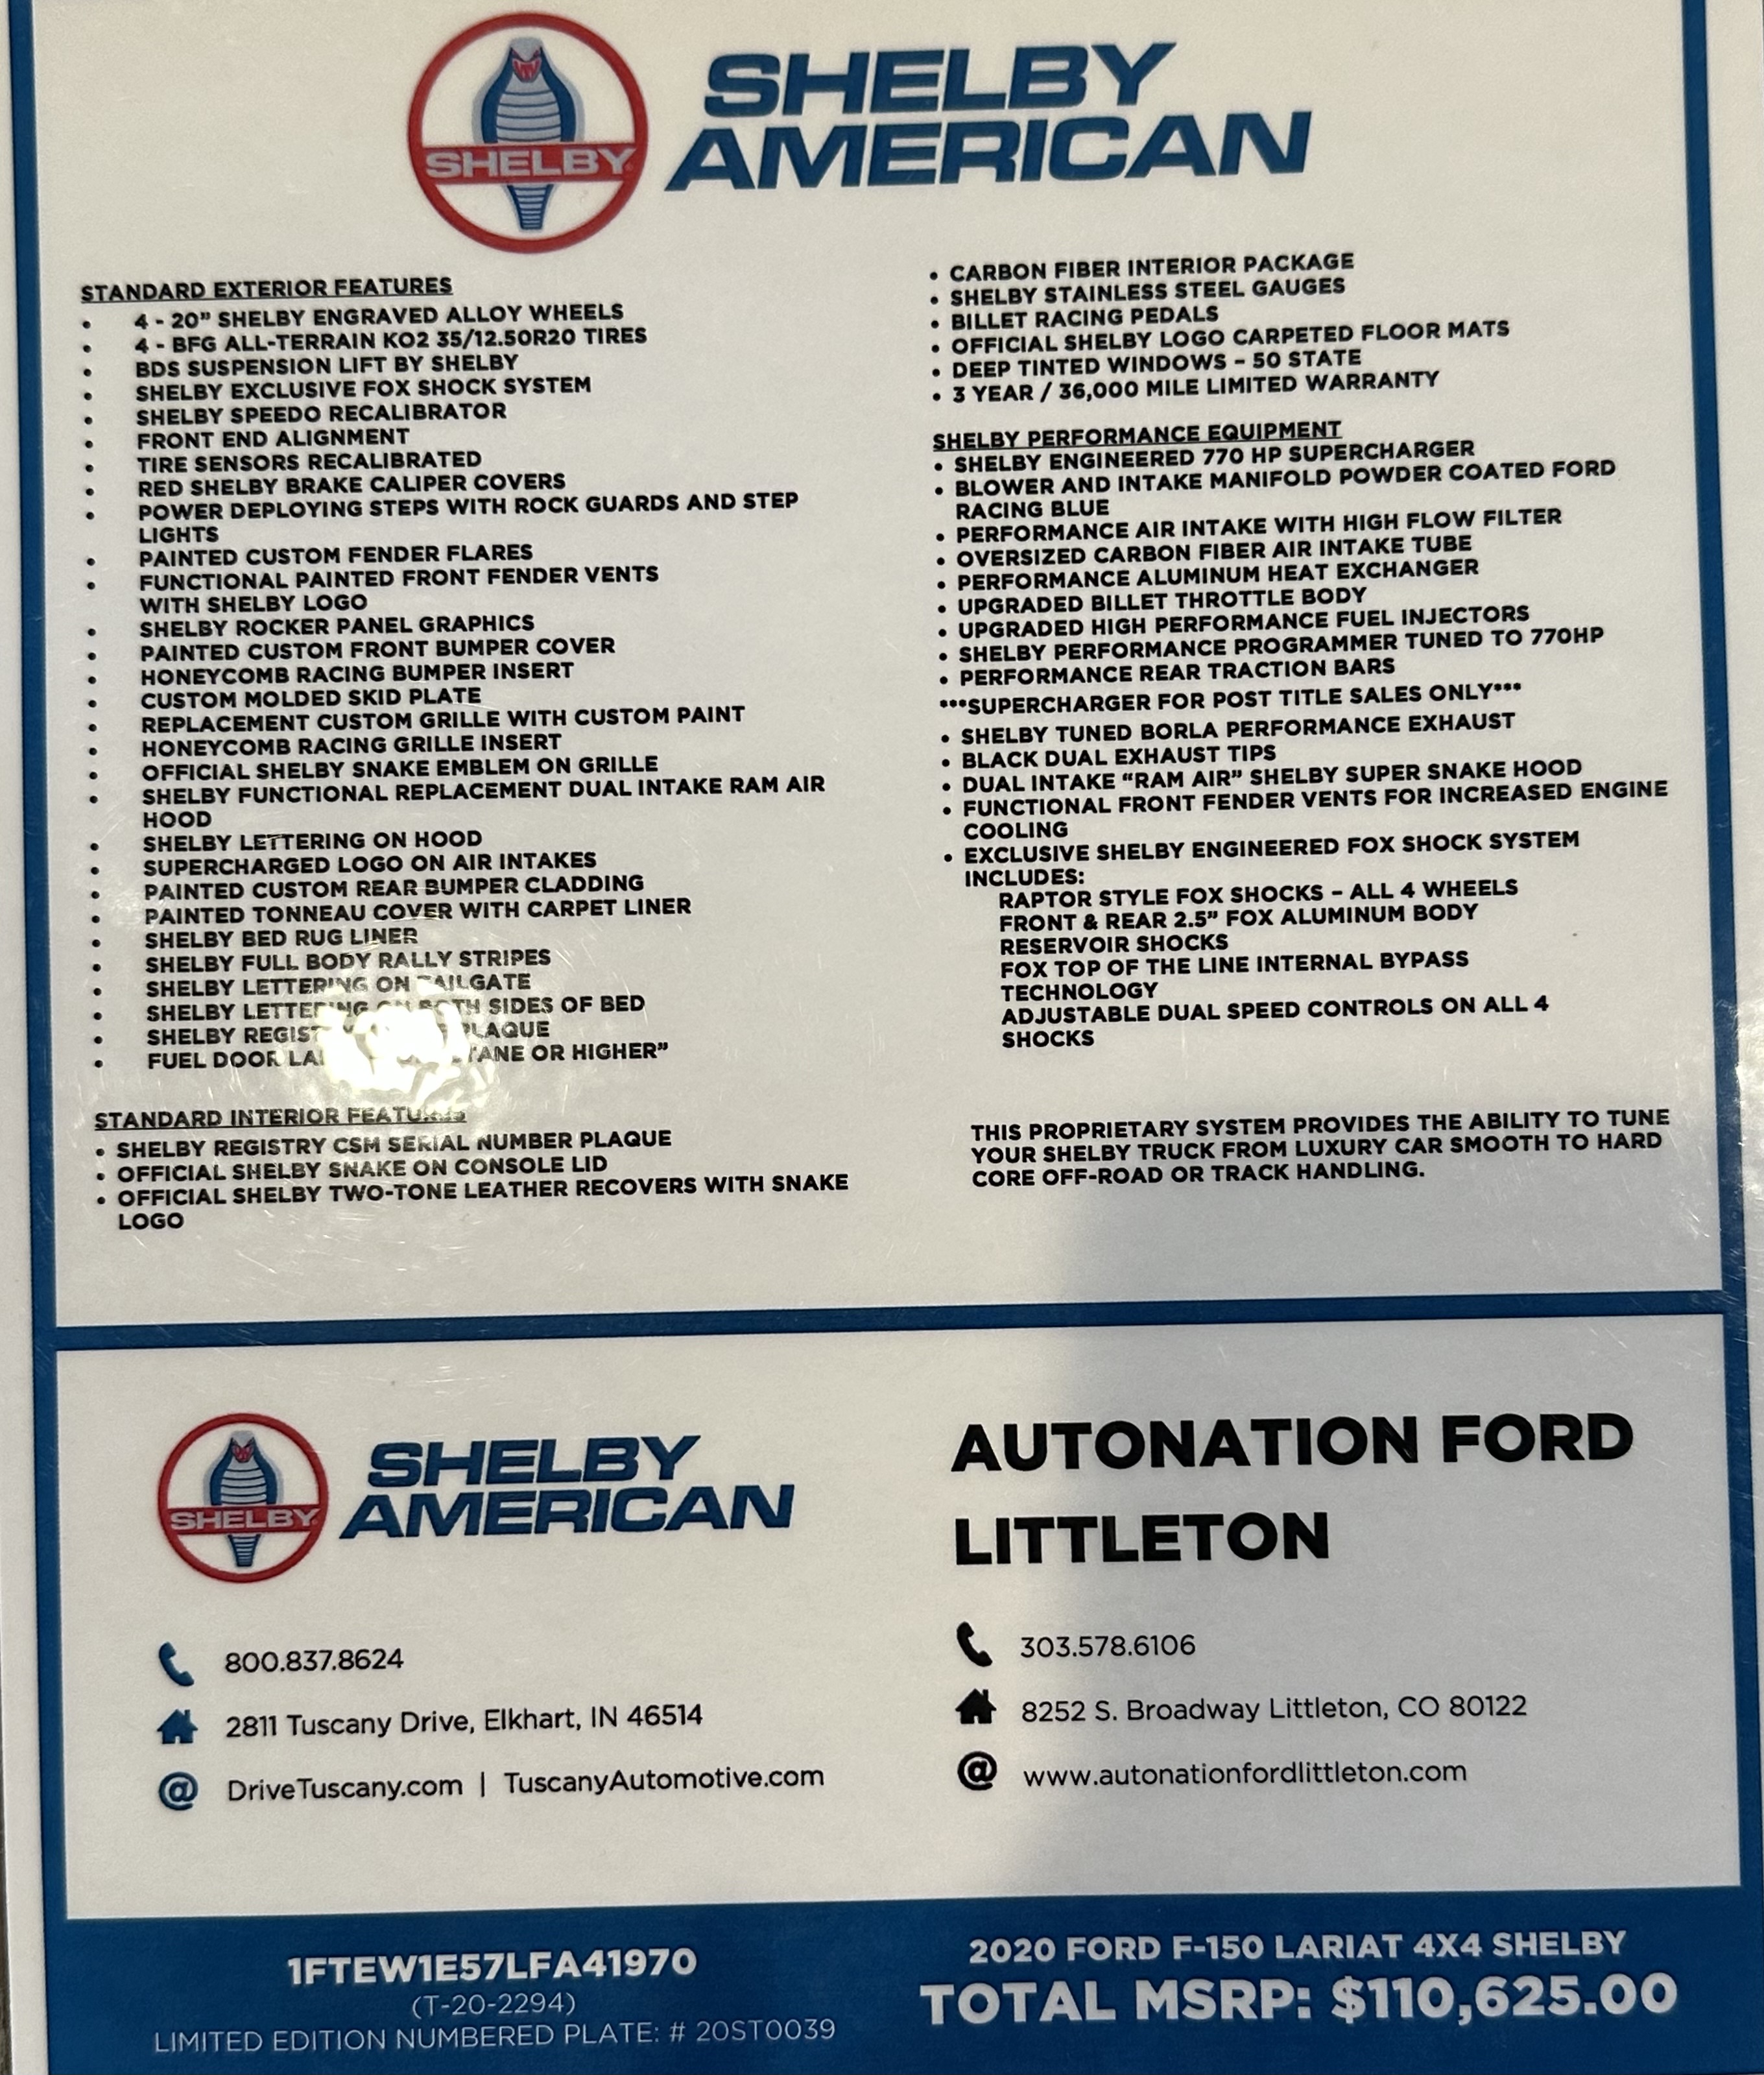 SHELBY
SHELBY
AMERICAN
STANDARD EXTERIOR FEATURES
• 4 - 20” SHELBY ENGRAVED ALLOY WHEELS
• 4 - BFG ALL-TERRAIN KO2 35/12.50R20 TIRES
• BDS SUSPENSION LIFT BY SHELBY
• SHELBY EXCLUSIVE FOX SHOCK SYSTEM
• SHELBY SPEEDO RECALIBRATOR
• FRONT END ALIGNMENT
• TIRE SENSORS RECALIBRATED
• RED SHELBY BRAKE CALIPER COVERS
• POWER DEPLOYING STEPS WITH ROCK GUARDS AND STEP
LIGHTS
• PAINTED CUSTOM FENDER FLARES
• FUNCTIONAL PAINTED FRONT FENDER VENTS
WITH SHELBY LOGO
• SHELBY ROCKER PANEL GRAPHICS
• PAINTED CUSTOM FRONT BUMPER COVER
• HONEYCOMB RACING BUMPER INSERT
• CUSTOM MOLDED SKID PLATE
• REPLACEMENT CUSTOM GRILLE WITH CUSTOM PAINT
• HONEYCOMB RACING GRILLE INSERT
• OFFICIAL SHELBY SNAKE EMBLEM ON GRILLE
• SHELBY FUNCTIONAL REPLACEMENT DUAL INTAKE RAM AIR
HOOD
• SHELBY LETTERING ON HOOD
• SUPERCHARGED LOGO ON AIR INTAKES
• PAINTED CUSTOM REAR BUMPER CLADDING
• PAINTED TONNEAU COVER WITH CARPET LINER
• SHELBY BED RUG LINER
• SHELBY FULL BODY RALLY STRIPES
• SHELBY LETTERING ON TAILGATE
• SHELBY LETTERING ON BOTH SIDES OF BED
• SHELBY PLAQUE
• FUEL DOOR OR HIGHER”
STANDARD INTERIOR FEATURES
• SHELBY REGISTRY CSM SERIAL NUMBER PLAQUE
• OFFICIAL SHELBY SNAKE ON CONSOLE LID
• OFFICIAL SHELBY TWO-TONE LEATHER RECOVERS WITH SNAKE
LOGO
• CARBON FIBER INTERIOR PACKAGE
• SHELBY STAINLESS STEEL GAUGES
• BILLET RACING PEDALS
• OFFICIAL SHELBY LOGO CARPETED FLOOR MATS
• DEEP TINTED WINDOWS – 50 STATE
• 3 YEAR / 36,000 MILE LIMITED WARRANTY
SHELBY PERFORMANCE EQUIPMENT
• SHELBY ENGINEERED 770 HP SUPERCHARGER
• BLOWER AND INTAKE MANIFOLD POWDER COATED FORD
RACING BLUE
• PERFORMANCE AIR INTAKE WITH HIGH FLOW FILTER
• OVERSIZED CARBON FIBER AIR INTAKE TUBE
• PERFORMANCE ALUMINUM HEAT EXCHANGER
• UPGRADED BILLET THROTTLE BODY
• UPGRADED HIGH PERFORMANCE FUEL INJECTORS
• SHELBY PERFORMANCE PROGRAMMER TUNED TO 770HP
• PERFORMANCE REAR TRACTION BARS
***SUPERCHARGER FOR POST TITLE SALES ONLY***
• SHELBY TUNED BORLA PERFORMANCE EXHAUST
• BLACK DUAL EXHAUST TIPS
• DUAL INTAKE “RAM AIR” SHELBY SUPER SNAKE HOOD
• FUNCTIONAL FRONT FENDER VENTS FOR INCREASED ENGINE
COOLING
• EXCLUSIVE SHELBY ENGINEERED FOX SHOCK SYSTEM
INCLUDES:
RAPTOR STYLE FOX SHOCKS – ALL 4 WHEELS
FRONT & REAR 2.5” FOX ALUMINUM BODY
RESERVOIR SHOCKS
FOX TOP OF THE LINE INTERNAL BYPASS
TECHNOLOGY
ADJUSTABLE DUAL SPEED CONTROLS ON ALL 4
SHOCKS
THIS PROPRIETARY SYSTEM PROVIDES THE ABILITY TO TUNE
YOUR SHELBY TRUCK FROM LUXURY CAR SMOOTH TO HARD
CORE OFF-ROAD OR TRACK HANDLING.
SHELBY
SHELBY
AMERICAN
800.837.8624
2811 Tuscany Drive, Elkhart, IN 46514
@ DriveTuscany.com | TuscanyAutomotive.com
AUTONATION FORD
LITTLETON
303.578.6106
8252 S. Broadway Littleton, CO 80122
@ www.autonationfordlittleton.com
1FTEW1E57LFA41970
(T-20-2294)
LIMITED EDITION NUMBERED PLATE: # 20ST0039
2020 FORD F-150 LARIAT 4X4 SHELBY
TOTAL MSRP: $110,625.00